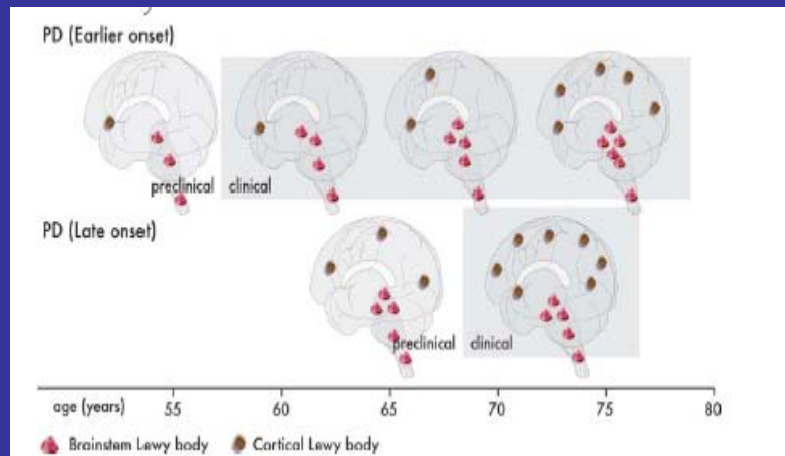 PD (Earlier onset)
preclinical clinical
PD (Late onset)
preclinical clinical
age (years) 55 60 65 70 75 80
Brainstem Lewy body Cortical Lewy body